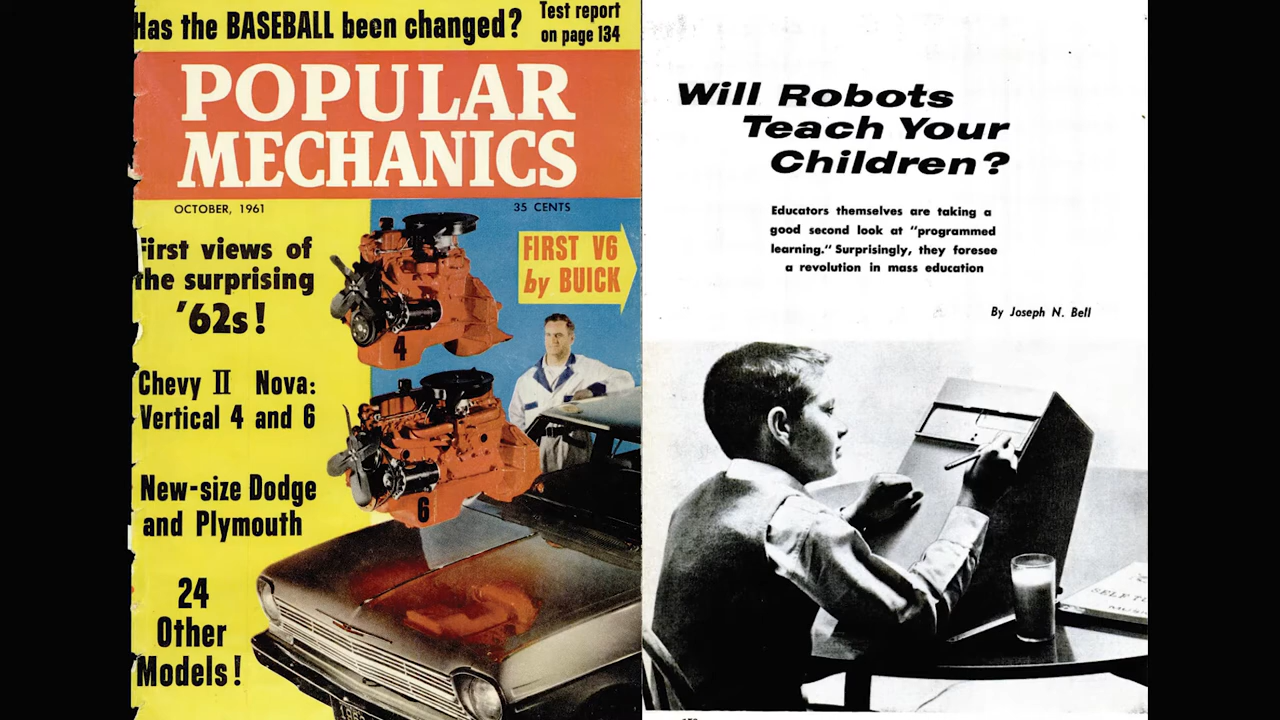 Has the BASEBALL been changed?
Test report
on page 134
POPULAR
MECHANICS
OCTOBER, 1961
35 CENTS
First views of
the surprising
'62s!
FIRST V6
by BUICK
4
Chevy II Nova:
Vertical 4 and 6
6
New-size Dodge
and Plymouth
24
Other
Models!
Will Robots
Teach Your
Children?
Educators themselves are taking a
good second look at "programmed
learning." Surprisingly, they foresee
a revolution in mass education
By Joseph N. Bell